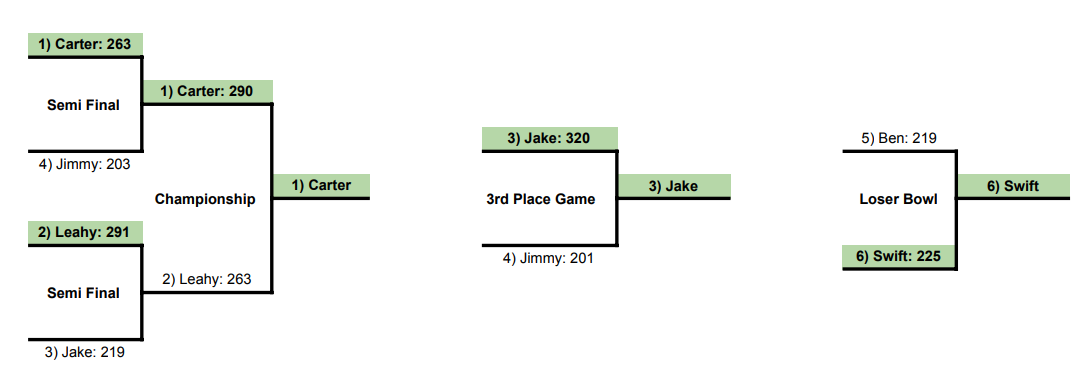 1) Carter: 263
Semi Final
4) Jimmy: 203
1) Carter: 290
Championship
2) Leahy: 291
Semi Final
3) Jake: 219
2) Leahy: 263
1) Carter
3) Jake: 320
3rd Place Game
4) Jimmy: 201
3) Jake
5) Ben: 219
Loser Bowl
6) Swift: 225
6) Swift